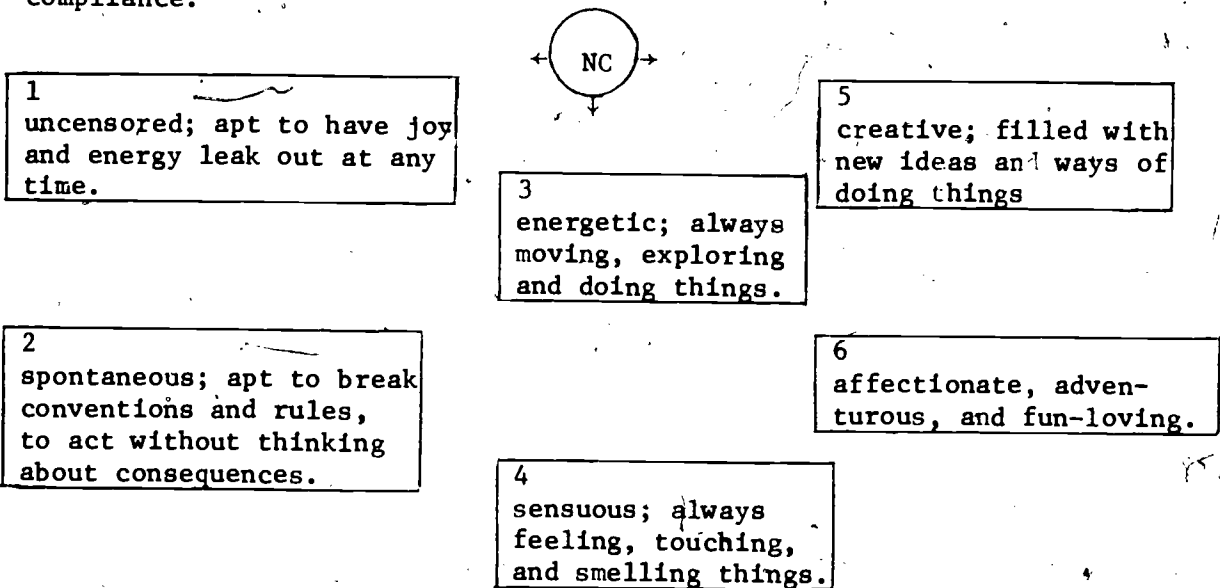 compliance.
NC
1
uncensored; apt to have joy
and energy leak out at any
time.
2
spontaneous; apt to break
conventions and rules,
to act without thinking
about consequences.
3
energetic; always
moving, exploring
and doing things.
4
sensuous; always
feeling, touching,
and smelling things.
5
creative; filled with
new ideas and ways of
doing things
6
affectionate, adven-
turous, and fun-loving.